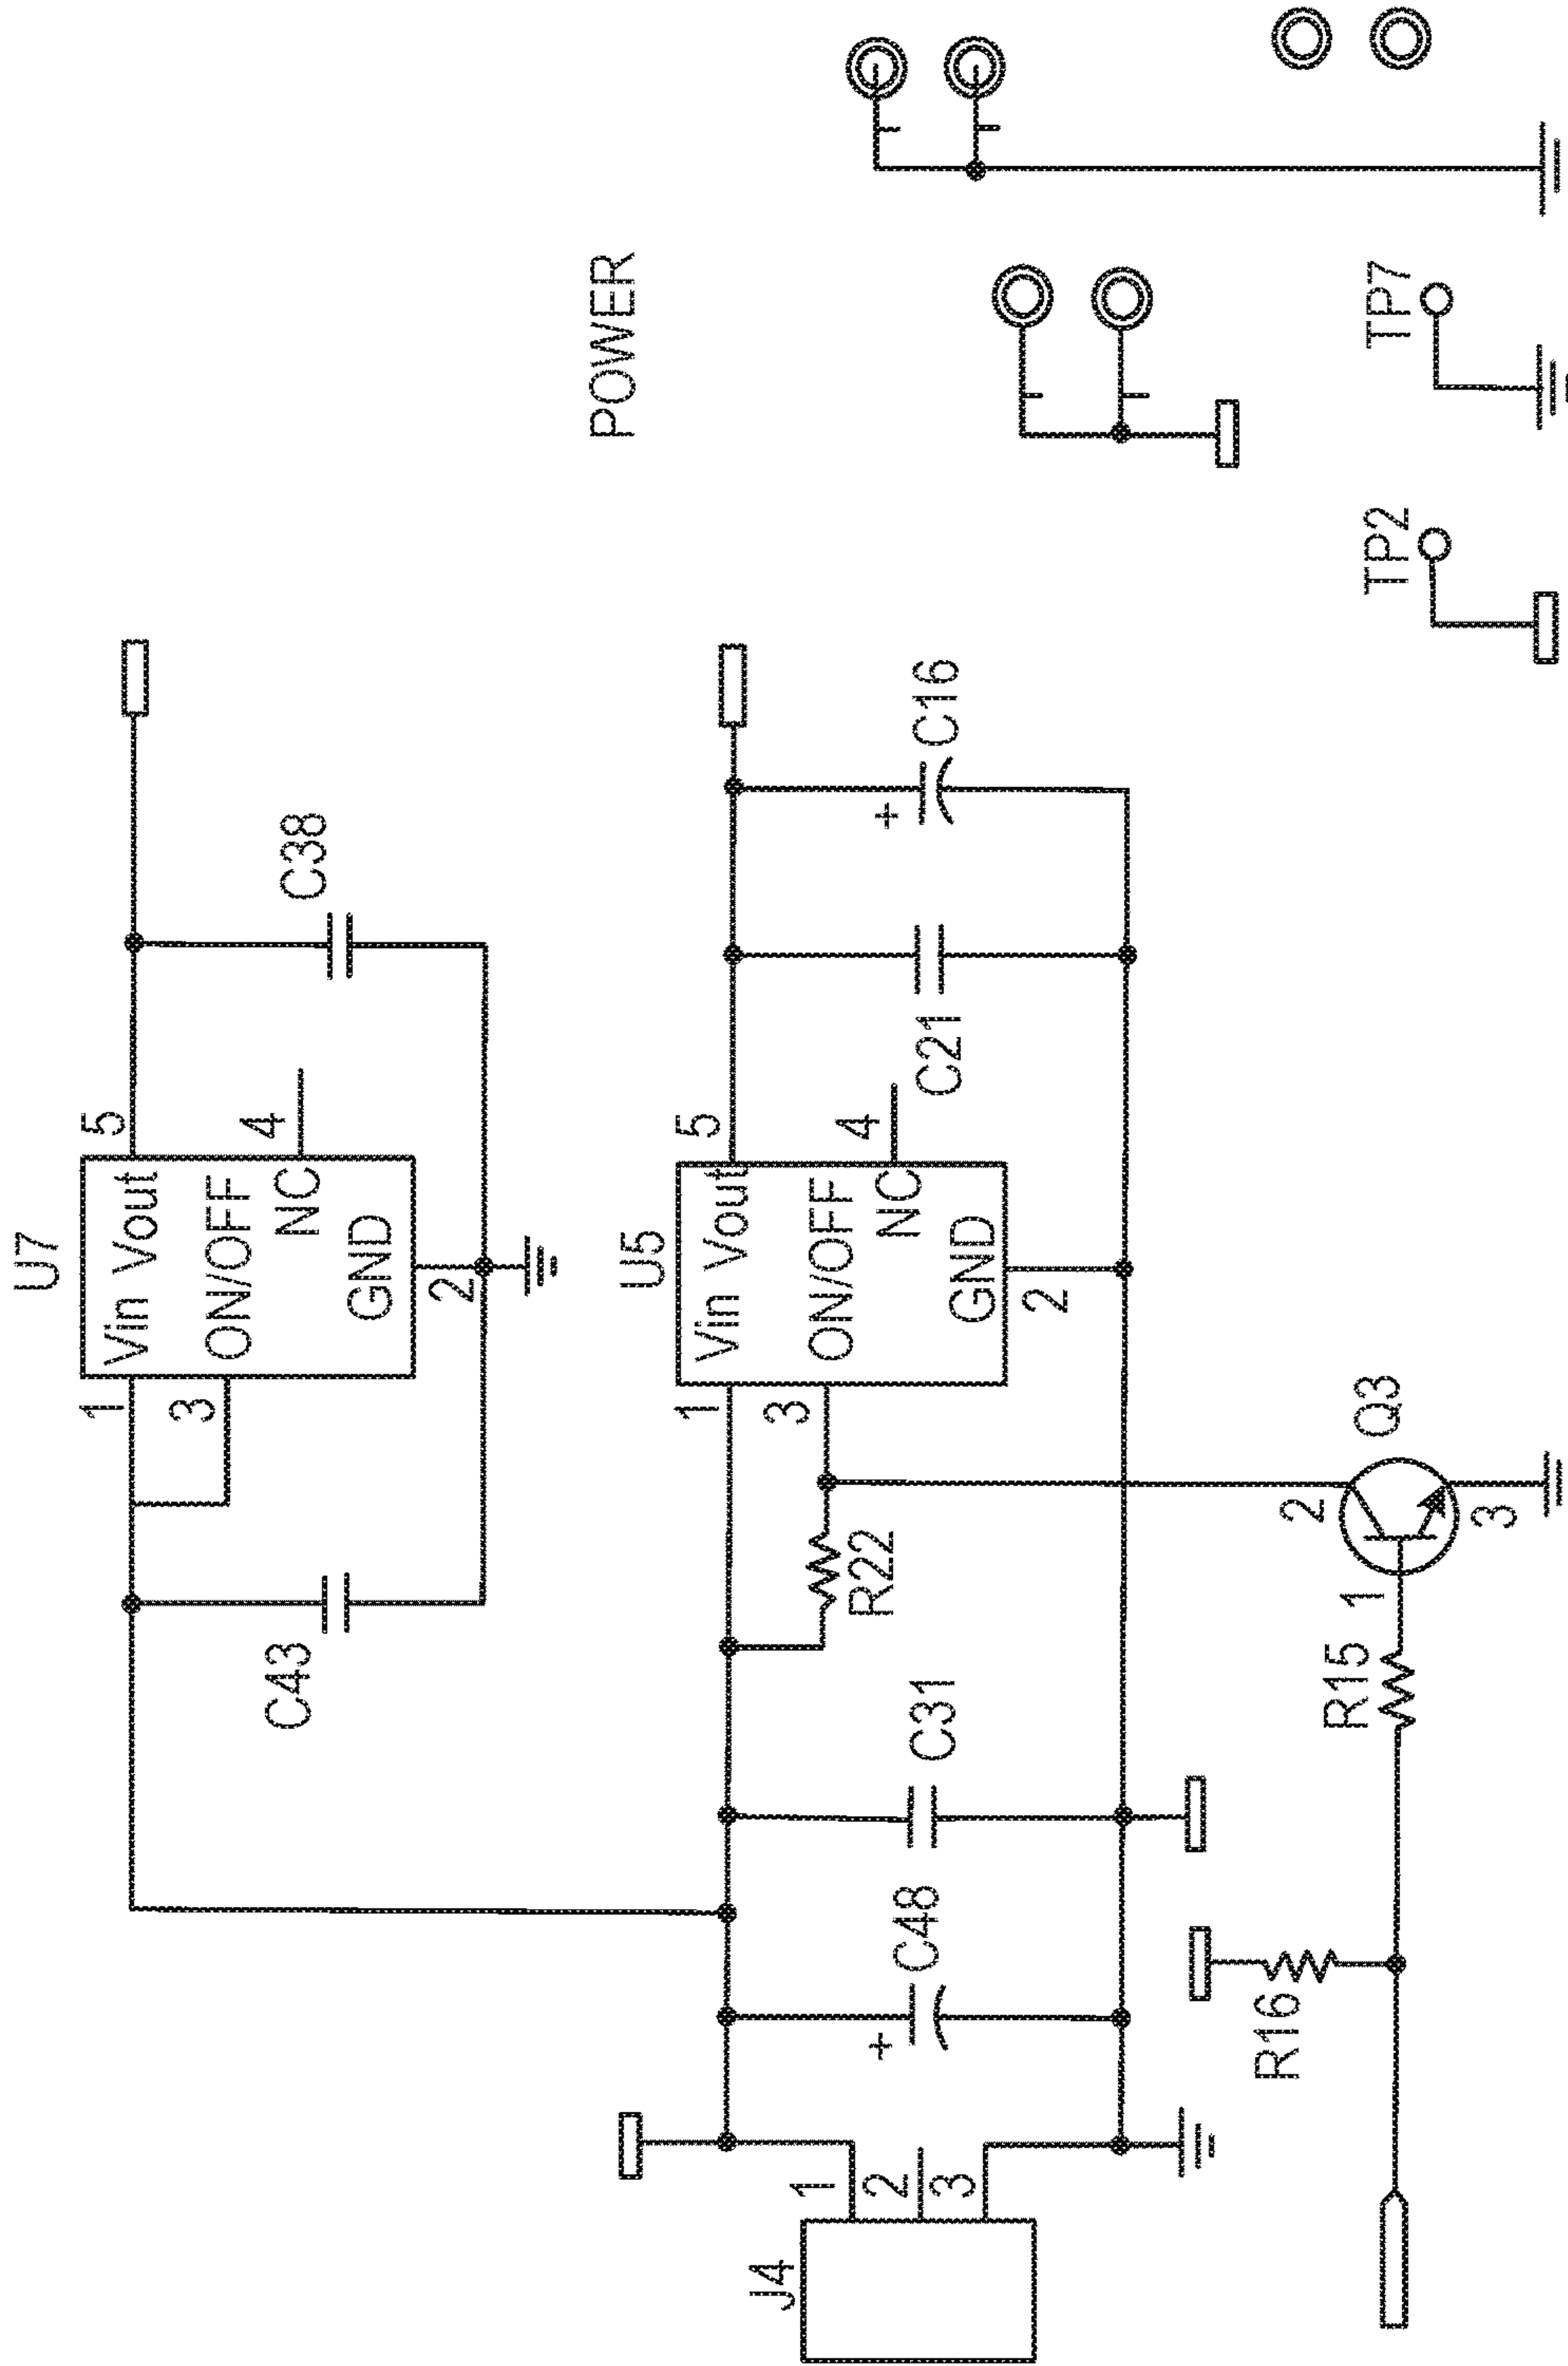 U7
1
Vin Vout
5
3
ON/OFF
NC
4
GND
2
C43
C38
POWER
U5
1
Vin Vout
5
3
ON/OFF
NC
4
GND
2
J4
1
2
3
C48
C31
R22
C21
+
C16
+
R16
R15
1
2
3
Q3
TP2
TP7